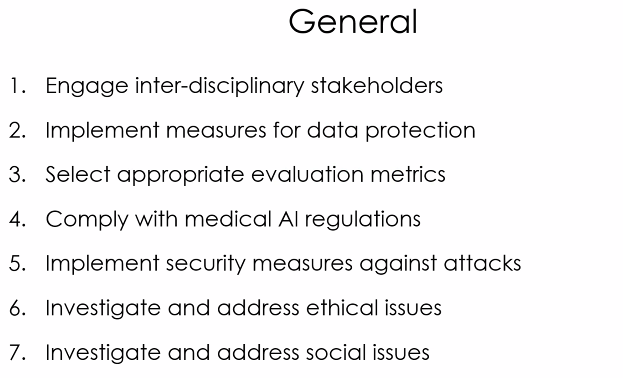 General
1. Engage inter-disciplinary stakeholders
2. Implement measures for data protection
3. Select appropriate evaluation metrics
4. Comply with medical AI regulations
5. Implement security measures against attacks
6. Investigate and address ethical issues
7. Investigate and address social issues